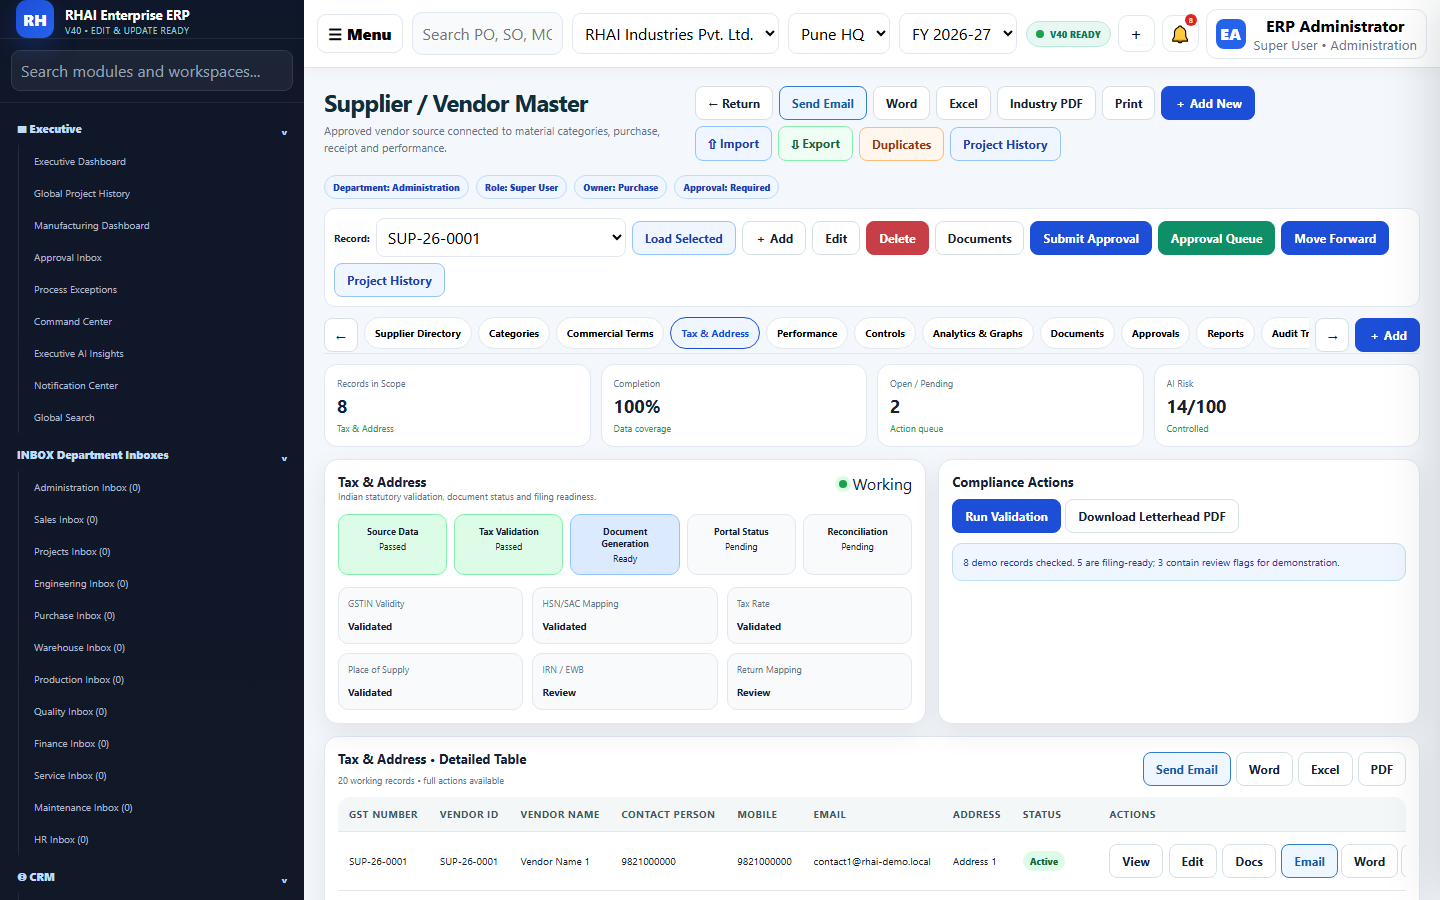 RH
RHAI Enterprise ERP
V40 • EDIT & UPDATE READY
Search modules and workspaces...
Executive
Executive Dashboard
Global Project History
Manufacturing Dashboard
Approval Inbox
Process Exceptions
Command Center
Executive AI Insights
Notification Center
Global Search
INBOX Department Inboxes
Administration Inbox (0)
Sales Inbox (0)
Projects Inbox (0)
Engineering Inbox (0)
Purchase Inbox (0)
Warehouse Inbox (0)
Production Inbox (0)
Quality Inbox (0)
Finance Inbox (0)
Service Inbox (0)
Maintenance Inbox (0)
HR Inbox (0)
CRM
☰ Menu
Search PO, SO, MC
RHAI Industries Pvt. Ltd.
Pune HQ
FY 2026-27
V40 READY
+
8
EA
ERP Administrator
Super User • Administration
Supplier / Vendor Master
Approved vendor source connected to material categories, purchase,
receipt and performance.
← Return
Send Email
Word
Excel
Industry PDF
Print
+ Add New
⇧ Import
⇩ Export
Duplicates
Project History
Department: Administration
Role: Super User
Owner: Purchase
Approval: Required
Record:
SUP-26-0001
Load Selected
+ Add
Edit
Delete
Documents
Submit Approval
Approval Queue
Move Forward
Project History
←
Supplier Directory
Categories
Commercial Terms
Tax & Address
Performance
Controls
Analytics & Graphs
Documents
Approvals
Reports
Audit Tr
→
+ Add
Records in Scope
8
Tax & Address
Completion
100%
Data coverage
Open / Pending
2
Action queue
AI Risk
14/100
Controlled
Tax & Address
Indian statutory validation, document status and filing readiness.
Working
Source Data
Passed
Tax Validation
Passed
Document
Generation
Ready
Portal Status
Pending
Reconciliation
Pending
GSTIN Validity
Validated
HSN/SAC Mapping
Validated
Tax Rate
Validated
Place of Supply
Validated
IRN / EWB
Review
Return Mapping
Review
Compliance Actions
Run Validation
Download Letterhead PDF
8 demo records checked. 5 are filing-ready; 3 contain review flags for demonstration.
Tax & Address • Detailed Table
20 working records • full actions available
Send Email
Word
Excel
PDF
GST NUMBER VENDOR ID VENDOR NAME CONTACT PERSON MOBILE EMAIL ADDRESS STATUS ACTIONS
SUP-26-0001 SUP-26-0001 Vendor Name 1 9821000000 9821000000 contact1@rhai-demo.local Address 1 Active View Edit Docs Email Word